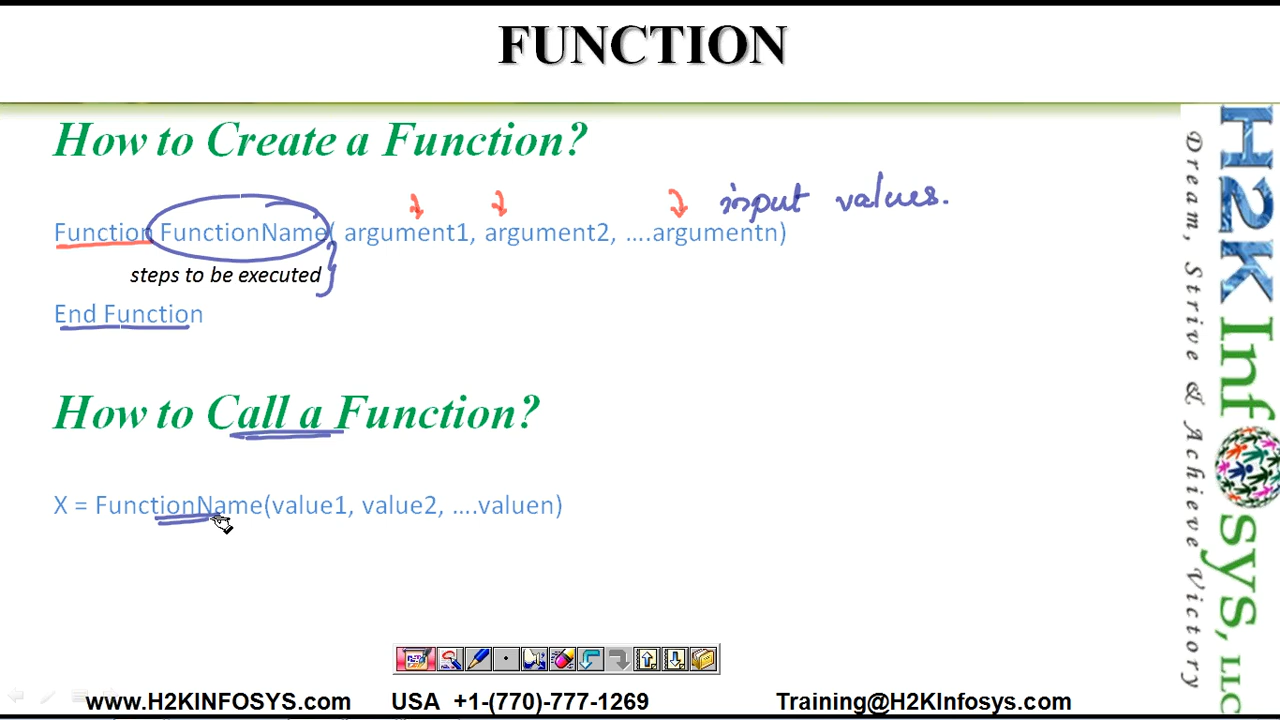 FUNCTION
How to Create a Function?
input values.
Function FunctionName( argument1, argument2, ....argumentn)
steps to be executed
End Function
How to Call a Function?
X = FunctionName(value1, value2, ....valuen)
www.H2KINFOSYS.com USA +1-(770)-777-1269 Training@H2KInfosys.com
Dream, Strive & Achieve Victory
H2K Infosys, LLC